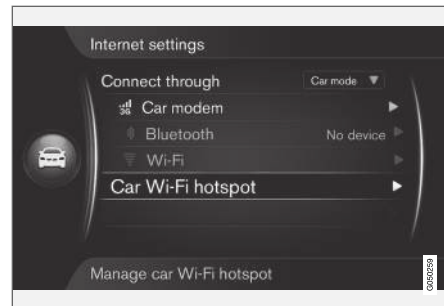 Internet settings
Connect through Car mode
3G Car modem
Bluetooth No device
Wi-Fi
Car Wi-Fi hotspot
Manage car Wi-Fi hotspot
G050259